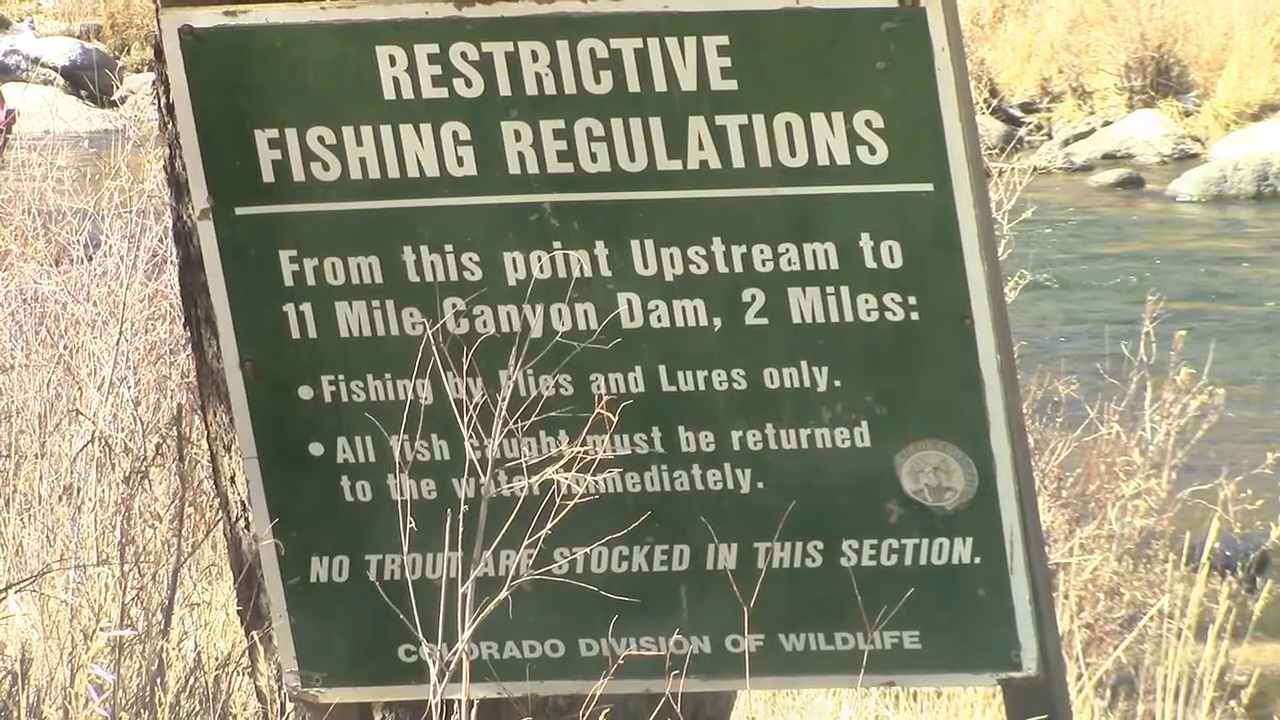 RESTRICTIVE
FISHING REGULATIONS
From this point Upstream to
11 Mile Canyon Dam, 2 Miles:
• Fishing by Flies and Lures only.
• All fish caught must be returned
to the water immediately.
NO TROUT ARE STOCKED IN THIS SECTION.
COLORADO DIVISION OF WILDLIFE